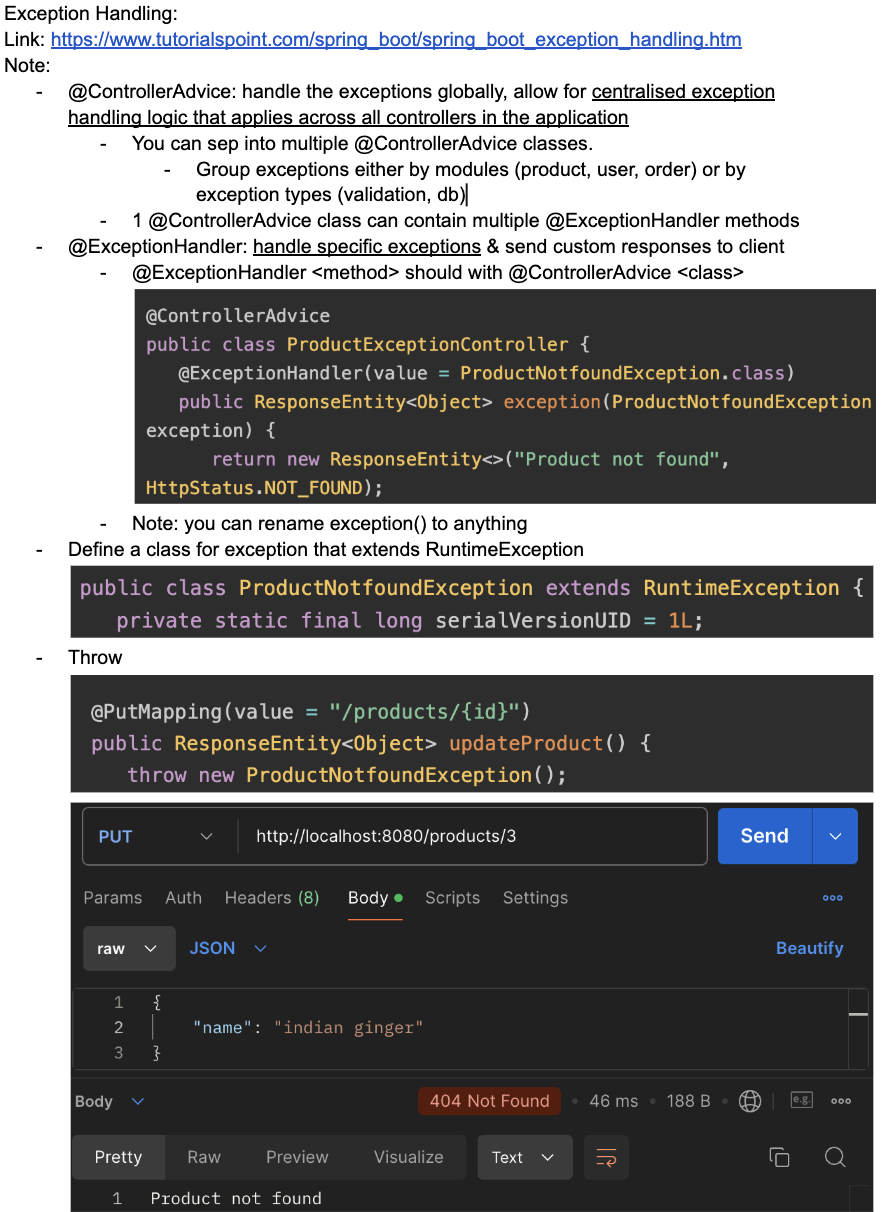 Exception Handling:
Link: https://www.tutorialspoint.com/spring_boot/spring_boot_exception_handling.htm
Note:
- @ControllerAdvice: handle the exceptions globally, allow for centralised exception
handling logic that applies across all controllers in the application
- You can sep into multiple @ControllerAdvice classes.
- Group exceptions either by modules (product, user, order) or by
exception types (validation, db)
- 1 @ControllerAdvice class can contain multiple @ExceptionHandler methods
- @ExceptionHandler: handle specific exceptions & send custom responses to client
- @ExceptionHandler <method> should with @ControllerAdvice <class>
@ControllerAdvice
public class ProductExceptionController {
@ExceptionHandler(value = ProductNotfoundException.class)
public ResponseEntity<Object> exception(ProductNotfoundException
exception) {
return new ResponseEntity<>("Product not found",
HttpStatus.NOT_FOUND);
- Note: you can rename exception() to anything
- Define a class for exception that extends RuntimeException
public class ProductNotfoundException extends RuntimeException {
private static final long serialVersionUID = 1L;
- Throw
@PutMapping(value = "/products/{id}")
public ResponseEntity<Object> updateProduct() {
throw new ProductNotfoundException();
PUT http://localhost:8080/products/3 Send
Params Auth Headers (8) Body Scripts Settings
raw JSON Beautify
1 {
2 "name": "indian ginger"
3 }
Body 404 Not Found • 46 ms • 188 B • e.g.
Pretty Raw Preview Visualize Text
1 Product not found